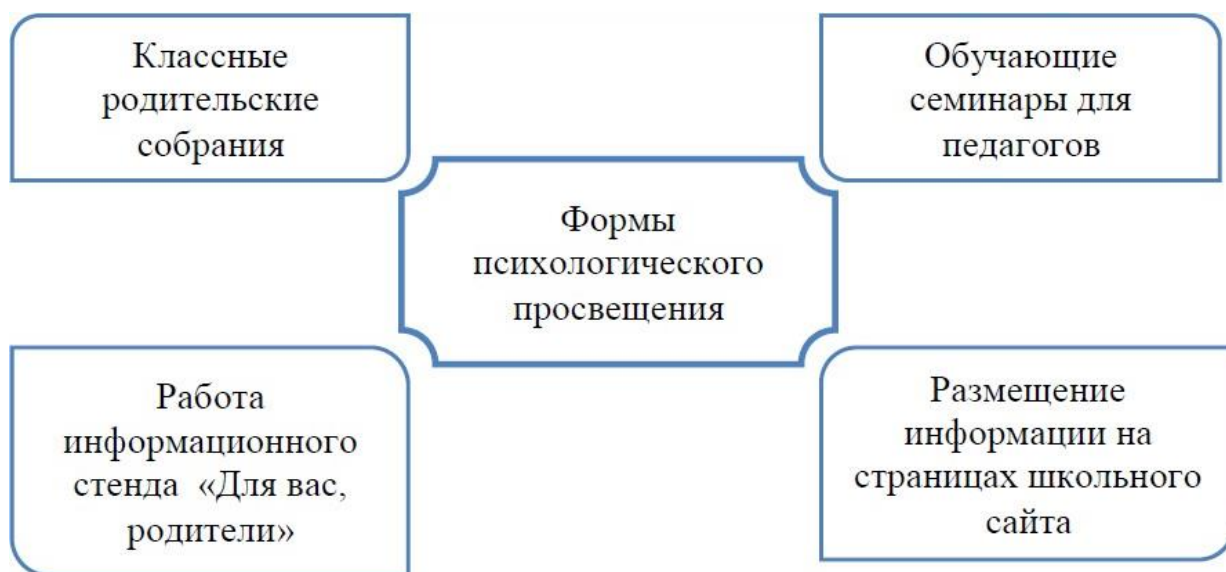 Классные
родительские
собрания
Обучающие
семинары для
педагогов
Формы
психологического
просвещения
Работа
информационного
стенда «Для вас,
родители»
Размещение
информации на
страницах школьного
сайта